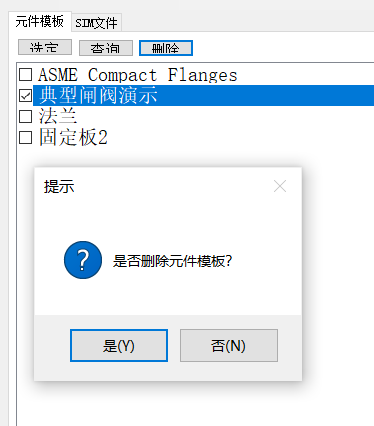 元件模板 SIM文件
选定 查询 删除
ASME Compact Flanges
典型闸阀演示
法兰
固定板2
提示
是否删除元件模板?
是(Y) 否(N)